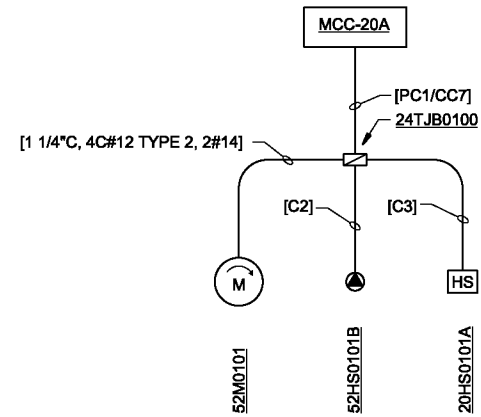 MCC-20A
[PC1/CC7]
24TJB0100
[1 1/4"C, 4C#12 TYPE 2, 2#14]
[C2]
[C3]
M
HS
52M0101
52HS0101B
20HS0101A